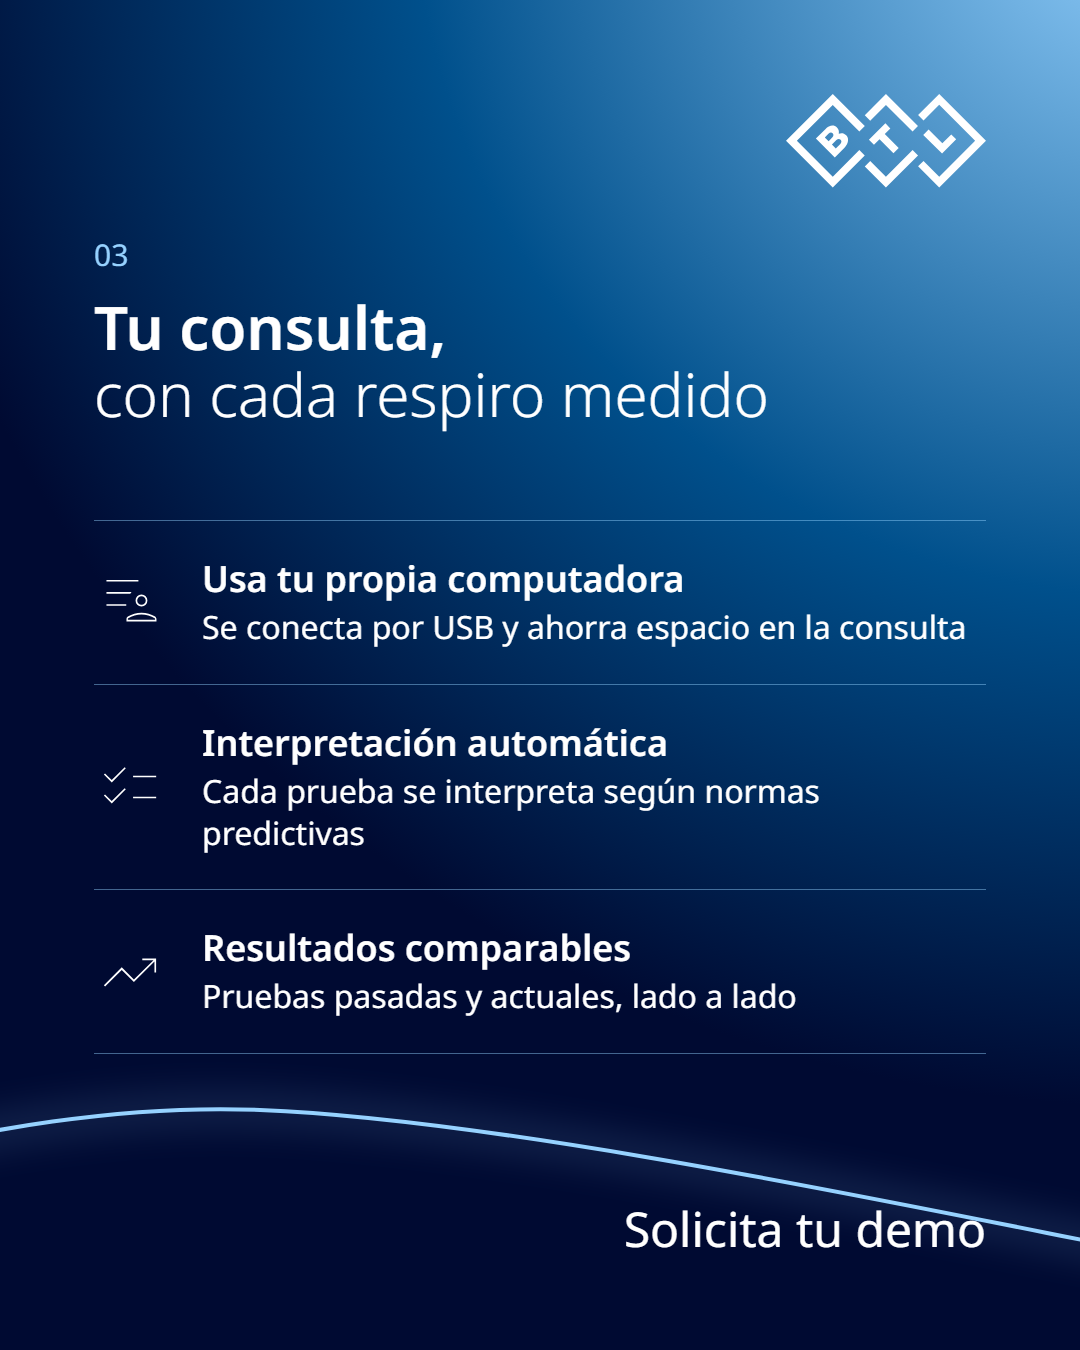 BTL
03
Tu consulta,
con cada respiro medido
Usa tu propia computadora
Se conecta por USB y ahorra espacio en la consulta
Interpretación automática
Cada prueba se interpreta según normas
predictivas
Resultados comparables
Pruebas pasadas y actuales, lado a lado
Solicita tu demo